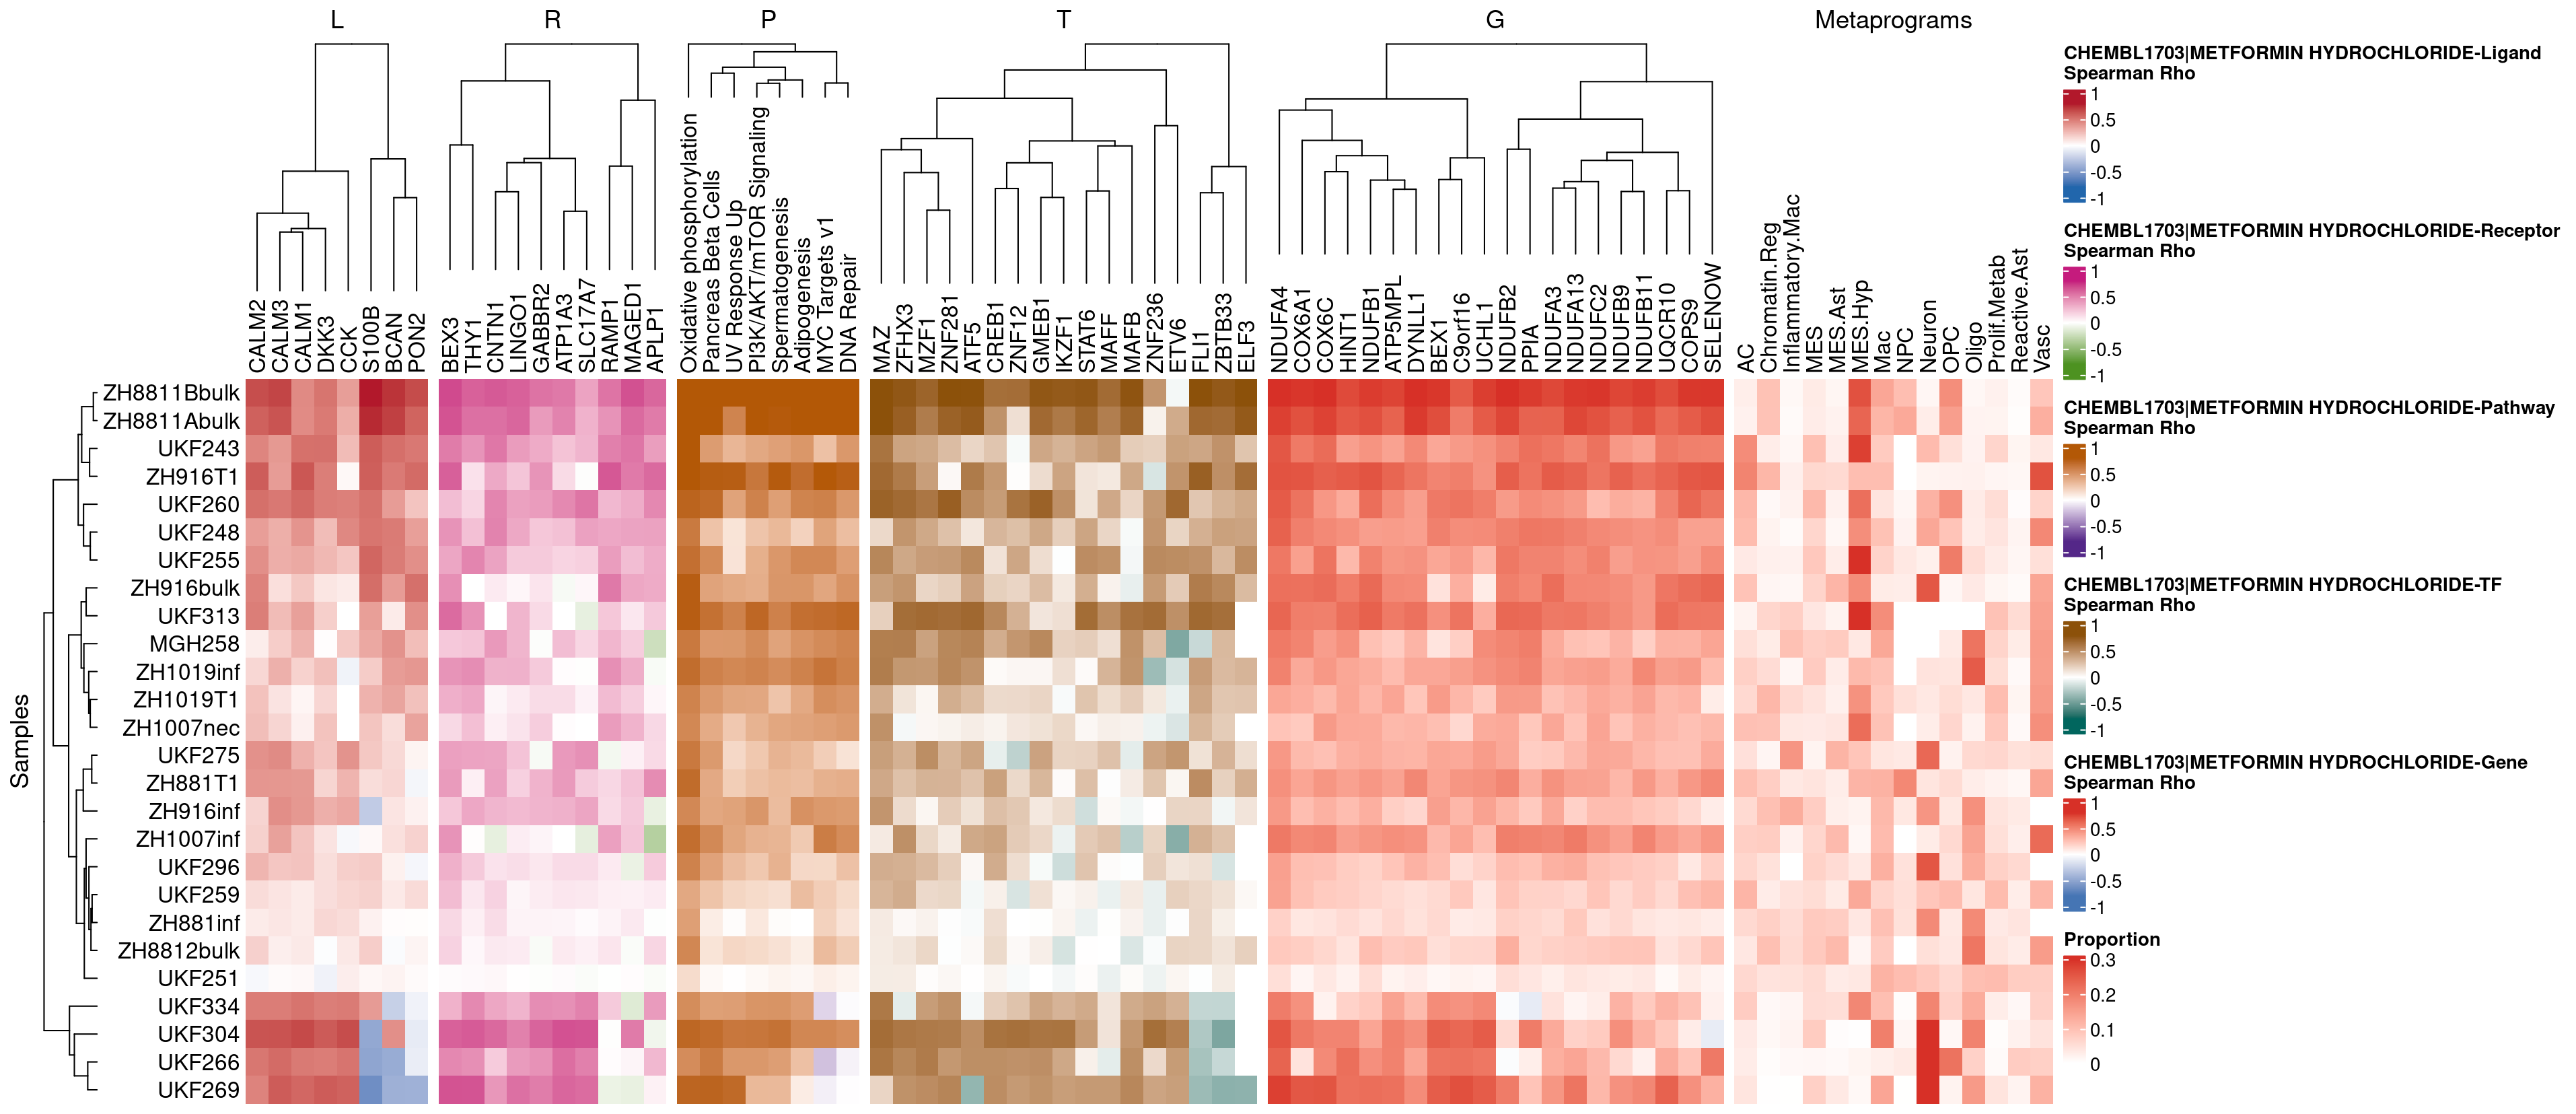 L
R
P
T
G
Metaprograms
CALM2
CALM3
CALM1
DKK3
CCK
S100B
BCAN
PON2
BEX3
THY1
CNTN1
LINGO1
GABBR2
ATP1A3
SLC17A7
RAMP1
MAGED1
APLP1
Oxidative phosphorylation
Pancreas Beta Cells
UV Response Up
PI3K/AKT/mTOR Signaling
Spermatogenesis
Adipogenesis
MYC Targets v1
DNA Repair
MAZ
ZFHX3
MZF1
ZNF281
ATF5
CREB1
ZNF12
GMEB1
IKZF1
STAT6
MAFF
MAFB
ZNF236
ETV6
FLI1
ZBTB33
ELF3
NDUFA4
COX6A1
COX6C
HINT1
NDUFB1
ATP5MPL
DYNLL1
BEX1
C9orf16
UCHL1
NDUFB2
PPIA
NDUFA3
NDUFA13
NDUFC2
NDUFB9
NDUFB11
UQCR10
COPS9
SELENOW
AC
Chromatin.Reg
Inflammatory.Mac
MES
MES.Ast
MES.Hyp
Mac
NPC
Neuron
OPC
Oligo
Prolif.Metab
Reactive.Ast
Vasc
Samples
ZH8811Bbulk
ZH8811Abulk
UKF243
ZH916T1
UKF260
UKF248
UKF255
ZH916bulk
UKF313
MGH258
ZH1019inf
ZH1019T1
ZH1007nec
UKF275
ZH881T1
ZH916inf
ZH1007inf
UKF296
UKF259
ZH881inf
ZH8812bulk
UKF251
UKF334
UKF304
UKF266
UKF269
CHEMBL1703|METFORMIN HYDROCHLORIDE-Ligand
Spearman Rho
1
0.5
0
-0.5
-1
CHEMBL1703|METFORMIN HYDROCHLORIDE-Receptor
Spearman Rho
1
0.5
0
-0.5
-1
CHEMBL1703|METFORMIN HYDROCHLORIDE-Pathway
Spearman Rho
1
0.5
0
-0.5
-1
CHEMBL1703|METFORMIN HYDROCHLORIDE-TF
Spearman Rho
1
0.5
0
-0.5
-1
CHEMBL1703|METFORMIN HYDROCHLORIDE-Gene
Spearman Rho
1
0.5
0
-0.5
-1
Proportion
0.3
0.2
0.1
0